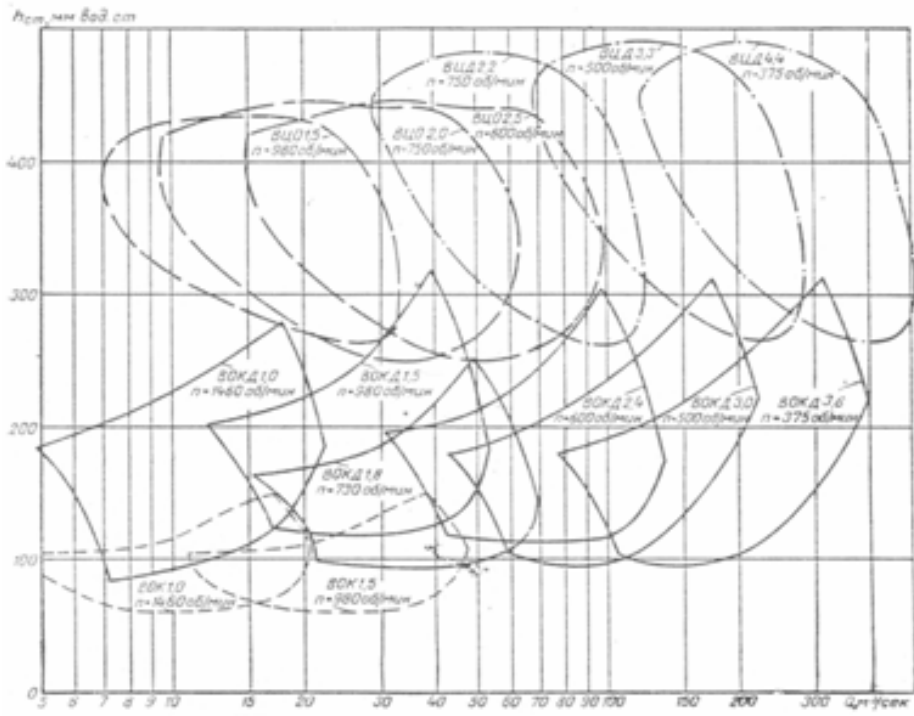 hст, мм вод. ст
ВЦД 2,2
n=750 об/мин
ВЦД 3,3
n=500 об/мин
ВЦД 4,4
n=375 об/мин
ВЦО 1,5
n=980 об/мин
ВЦО 2,0
n=750 об/мин
ВЦО 2,5
n=600 об/мин
400
300
ВОКД 1,0
n=1460 об/мин
ВОКД 1,5
n=980 об/мин
ВОКД 2,4
n=600 об/мин
ВОКД 3,0
n=500 об/мин
ВОКД 3,6
n=375 об/мин
200
ВОКД 1,8
n=750 об/мин
100
ВОК 1,0
n=1460 об/мин
ВОК 1,5
n=980 об/мин
0
5 6 7 8 9 10 15 20 30 40 50 60 70 80 90 100 150 200 300 Q, м³/сек